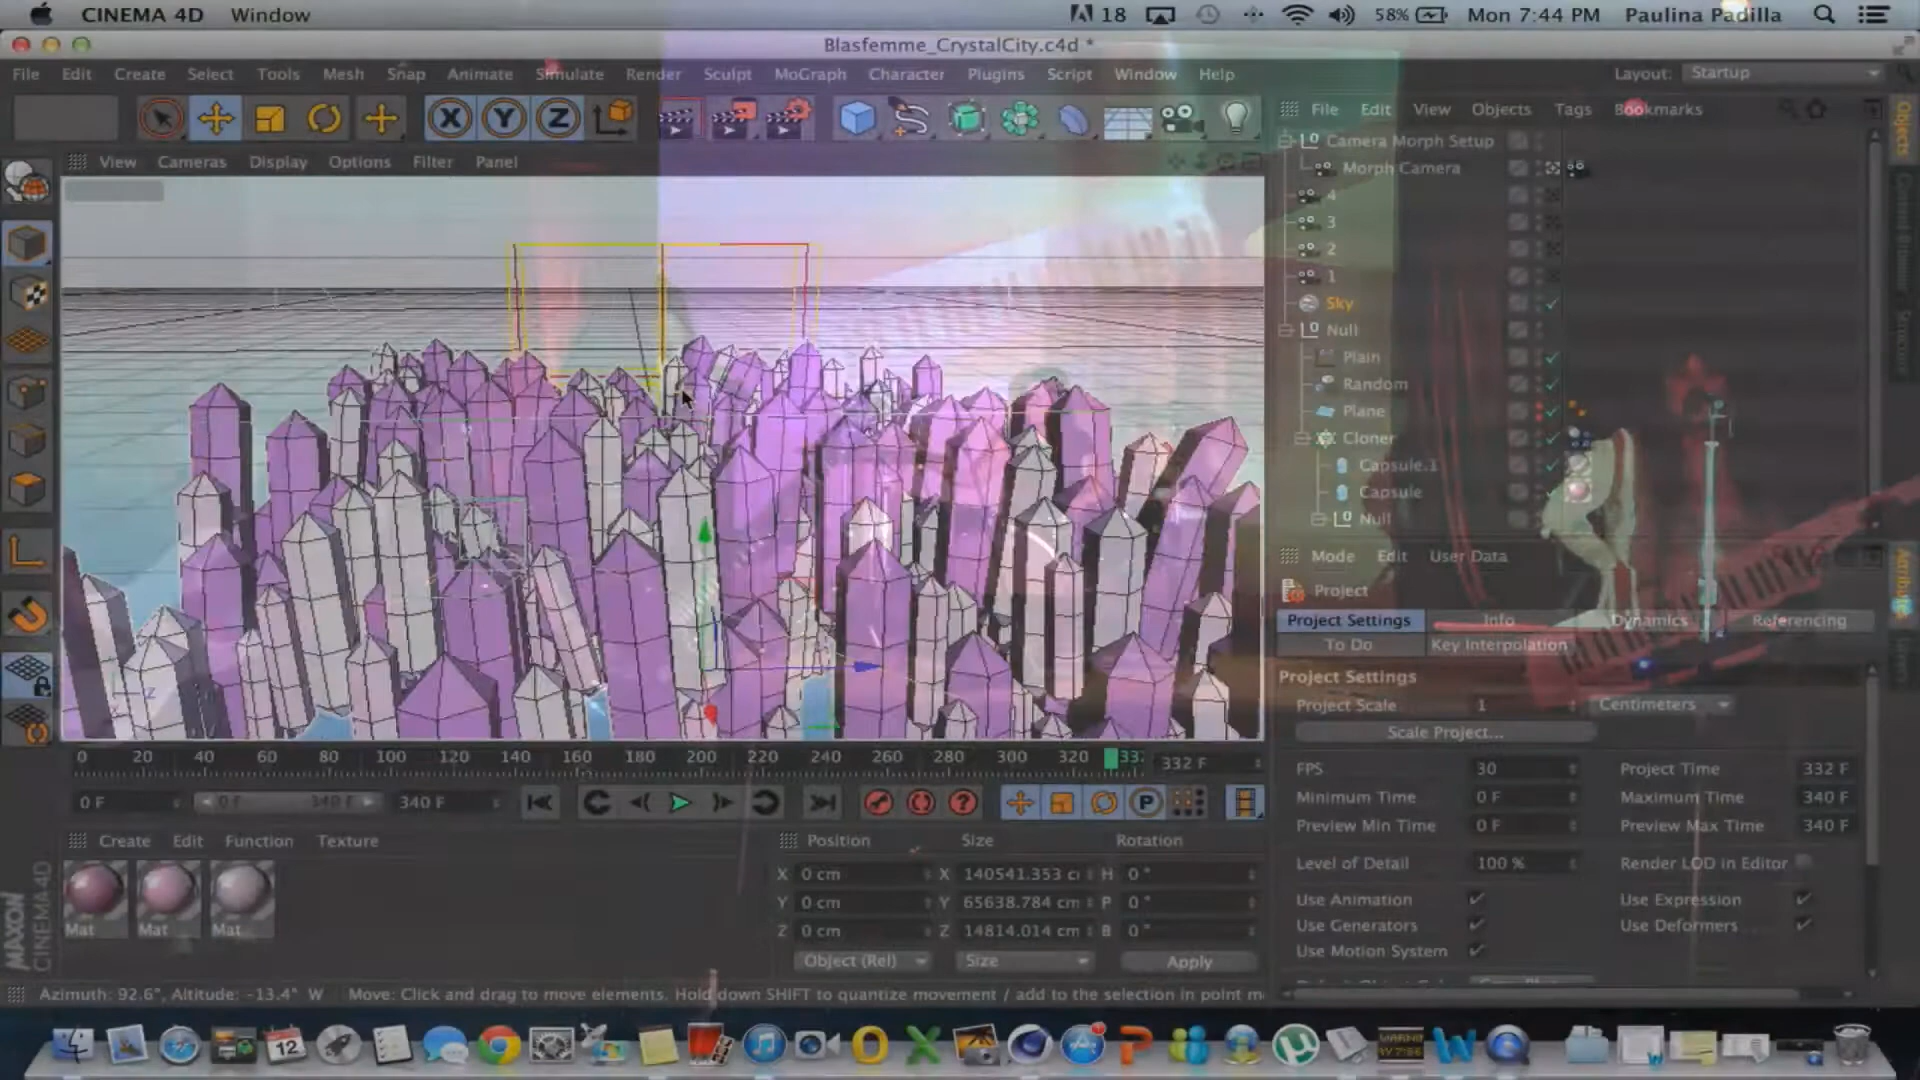 CINEMA 4D Window 18 58% Mon 7:44 PM Paulina Padilla
Blasfemme_CrystalCity.c4d *
File Edit Create Select Tools Mesh Snap Animate Simulate Render Sculpt MoGraph Character Plugins Script Window Help Layout: Startup
X Y Z File Edit View Objects Tags Bookmarks
View Cameras Display Options Filter Panel
Objects
Camera Morph Setup
Morph Camera
4
3
2
1
Sky
Null
Plain
Random
Plane
Cloner
Capsule.1
Capsule
Null
Mode Edit User Data
Project
Project Settings Info Dynamics Referencing
To Do Key Interpolation
Project Settings
Project Scale 1 Centimeters
Scale Project...
0 20 40 60 80 100 120 140 160 180 200 220 240 260 280 300 320 332 F
0 F 0 F 340 F 340 F P
FPS 30 Project Time 332 F
Minimum Time 0 F Maximum Time 340 F
Preview Min Time 0 F Preview Max Time 340 F
Level of Detail 100 % Render LOD in Editor
Use Animation Use Expression
Use Generators Use Deformers
Use Motion System
Create Edit Function Texture
Mat Mat Mat
MAXON
CINEMA 4D
Position Size Rotation
X 0 cm X 140541.353 H 0 °
Y 0 cm Y 65638.784 cm P 0 °
Z 0 cm Z 14814.014 cm B 0 °
Object (Rel) Size Apply
Azimuth: 92.6°, Altitude: -13.4° W Move: Click and drag to move elements. Hold down SHIFT to quantize movement / add to the selection in point m
12